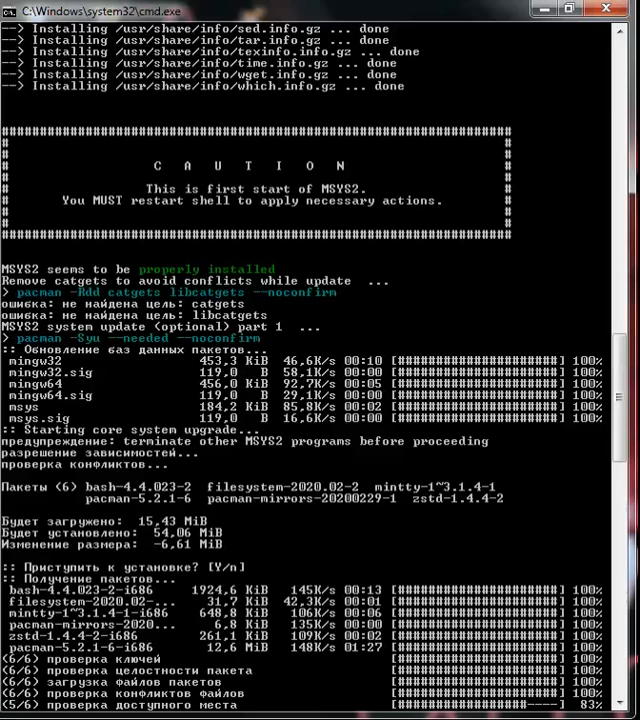 C:\Windows\system32\cmd.exe
--> Installing /usr/share/info/sed.info.gz ... done
--> Installing /usr/share/info/tar.info.gz ... done
--> Installing /usr/share/info/texinfo.info.gz ... done
--> Installing /usr/share/info/time.info.gz ... done
--> Installing /usr/share/info/wget.info.gz ... done
--> Installing /usr/share/info/which.info.gz ... done
###################################################################
# #
# #
# C A U T I O N #
# #
# This is first start of MSYS2. #
# You MUST restart shell to apply necessary actions. #
# #
# #
###################################################################
MSYS2 seems to be properly installed
Remove catgets to avoid conflicts while update ...
> pacman -Rdd catgets libcatgets --noconfirm
ошибка: не найдена цель: catgets
ошибка: не найдена цель: libcatgets
MSYS2 system update (optional) part 1 ...
> pacman -Syu --needed --noconfirm
:: Обновление баз данных пакетов...
mingw32 453,3 KiB 46,6K/s 00:10 [#####################] 100%
mingw32.sig 119,0 B 58,1K/s 00:00 [#####################] 100%
mingw64 456,0 KiB 92,7K/s 00:05 [#####################] 100%
mingw64.sig 119,0 B 29,1K/s 00:00 [#####################] 100%
msys 184,2 KiB 85,8K/s 00:02 [#####################] 100%
msys.sig 119,0 B 16,6K/s 00:00 [#####################] 100%
:: Starting core system upgrade...
предупреждение: terminate other MSYS2 programs before proceeding
разрешение зависимостей...
проверка конфликтов...
Пакеты (6) bash-4.4.023-2 filesystem-2020.02-2 mintty-1~3.1.4-1
pacman-5.2.1-6 pacman-mirrors-20200229-1 zstd-1.4.4-2
Будет загружено: 15,43 MiB
Будет установлено: 54,06 MiB
Изменение размера: -6,61 MiB
:: Приступить к установке? [Y/n]
:: Получение пакетов...
bash-4.4.023-2-i686 1924,6 KiB 145K/s 00:13 [#####################] 100%
filesystem-2020.02-... 31,7 KiB 42,3K/s 00:01 [#####################] 100%
mintty-1~3.1.4-1-i686 648,8 KiB 106K/s 00:06 [#####################] 100%
pacman-mirrors-2020... 6,8 KiB 135K/s 00:00 [#####################] 100%
zstd-1.4.4-2-i686 261,1 KiB 109K/s 00:02 [#####################] 100%
pacman-5.2.1-6-i686 12,6 MiB 148K/s 01:27 [#####################] 100%
(6/6) проверка ключей [#####################] 100%
(6/6) проверка целостности пакета [#####################] 100%
(6/6) загрузка файлов пакетов [#####################] 100%
(6/6) проверка конфликтов файлов [#####################] 100%
(5/6) проверка доступного места [#################----] 83%